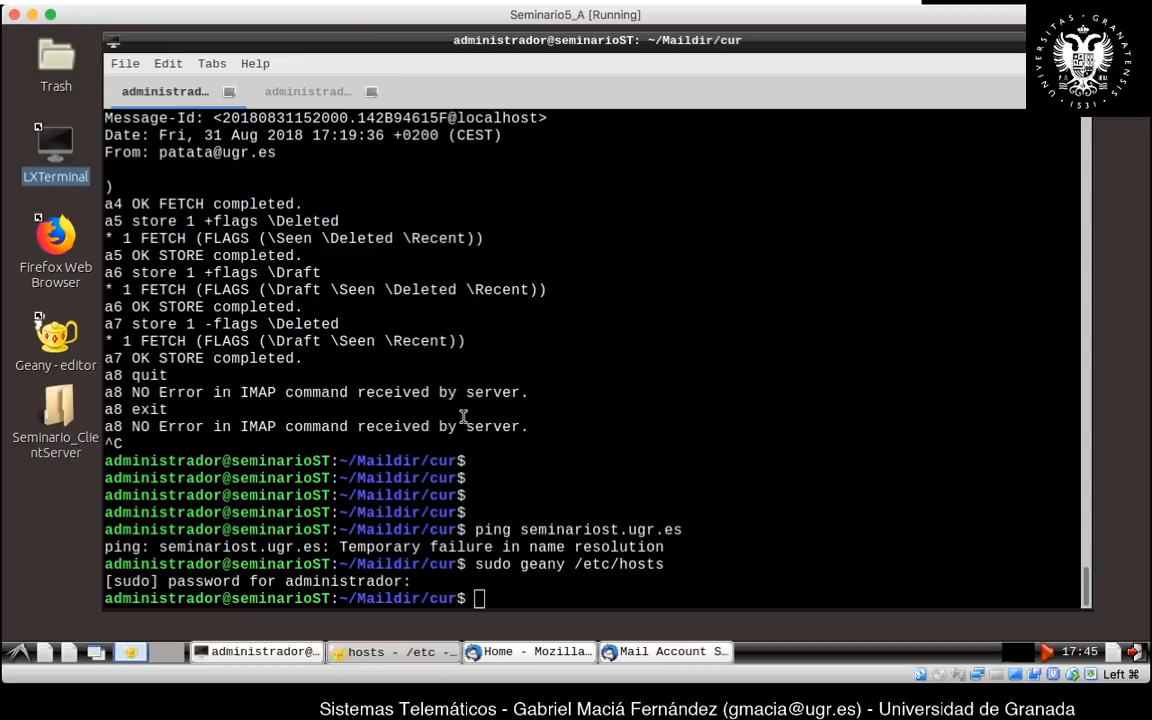 Seminario5_A [Running]
administrador@seminarioST: ~/Maildir/cur
File Edit Tabs Help
administrad... administrad...
Message-Id: <20180831152000.142B94615F@localhost>
Date: Fri, 31 Aug 2018 17:19:36 +0200 (CEST)
From: patata@ugr.es
)
a4 OK FETCH completed.
a5 store 1 +flags \Deleted
* 1 FETCH (FLAGS (\Seen \Deleted \Recent))
a5 OK STORE completed.
a6 store 1 +flags \Draft
* 1 FETCH (FLAGS (\Draft \Seen \Deleted \Recent))
a6 OK STORE completed.
a7 store 1 -flags \Deleted
* 1 FETCH (FLAGS (\Draft \Seen \Recent))
a7 OK STORE completed.
a8 quit
a8 NO Error in IMAP command received by server.
a8 exit
a8 NO Error in IMAP command received by server.
^C
administrador@seminarioST:~/Maildir/cur$
administrador@seminarioST:~/Maildir/cur$
administrador@seminarioST:~/Maildir/cur$
administrador@seminarioST:~/Maildir/cur$
administrador@seminarioST:~/Maildir/cur$ ping seminariost.ugr.es
ping: seminariost.ugr.es: Temporary failure in name resolution
administrador@seminarioST:~/Maildir/cur$ sudo geany /etc/hosts
[sudo] password for administrador:
administrador@seminarioST:~/Maildir/cur$
Trash
LXTerminal
Firefox Web
Browser
Geany - editor
Seminario_Clie
ntServer
UNIVERSITAS GRANATENSIS
1531
administrador@... hosts - /etc -... Home - Mozilla... Mail Account S... 17:45
Left ⌘
Sistemas Telemáticos - Gabriel Maciá Fernández (gmacia@ugr.es) - Universidad de Granada